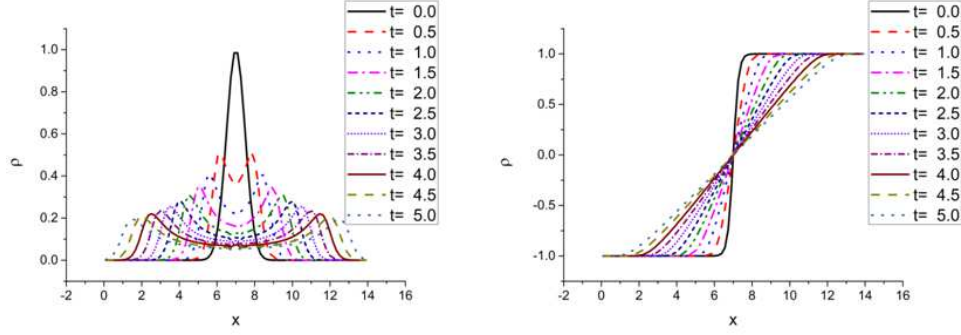 t= 0.0
t= 0.5
t= 1.0
t= 1.5
t= 2.0
t= 2.5
t= 3.0
t= 3.5
t= 4.0
t= 4.5
t= 5.0
1.0
0.8
0.6
0.4
0.2
0.0
ρ
-2 0 2 4 6 8 10 12 14 16
x
t= 0.0
t= 0.5
t= 1.0
t= 1.5
t= 2.0
t= 2.5
t= 3.0
t= 3.5
t= 4.0
t= 4.5
t= 5.0
1.0
0.5
0.0
-0.5
-1.0
ρ
-2 0 2 4 6 8 10 12 14 16
x